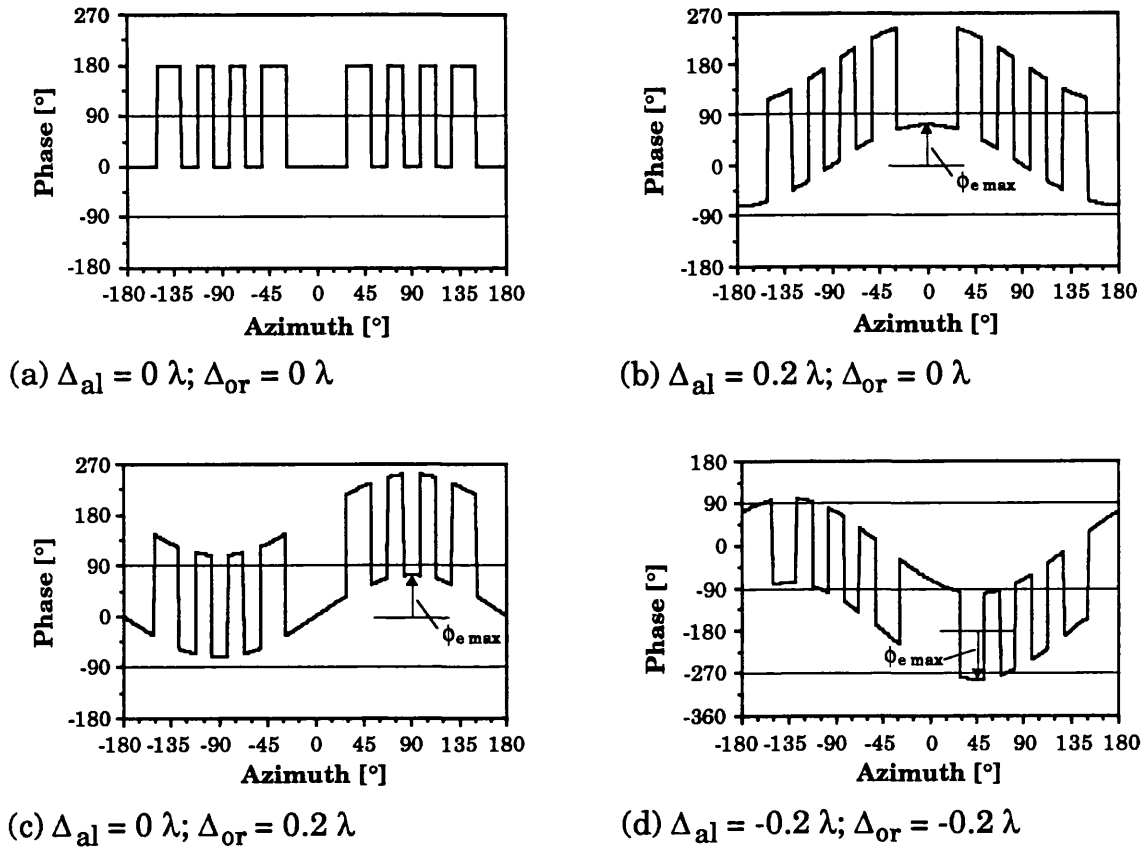 270
180
90
0
-90
-180
Phase [°]
-180 -135 -90 -45 0 45 90 135 180
Azimuth [°]
(a) Δal = 0 λ; Δor = 0 λ
270
180
90
0
-90
-180
Phase [°]
ϕe max
-180 -135 -90 -45 0 45 90 135 180
Azimuth [°]
(b) Δal = 0.2 λ; Δor = 0 λ
270
180
90
0
-90
-180
Phase [°]
ϕe max
-180 -135 -90 -45 0 45 90 135 180
Azimuth [°]
(c) Δal = 0 λ; Δor = 0.2 λ
180
90
0
-90
-180
-270
-360
Phase [°]
ϕe max
-180 -135 -90 -45 0 45 90 135 180
Azimuth [°]
(d) Δal = -0.2 λ; Δor = -0.2 λ